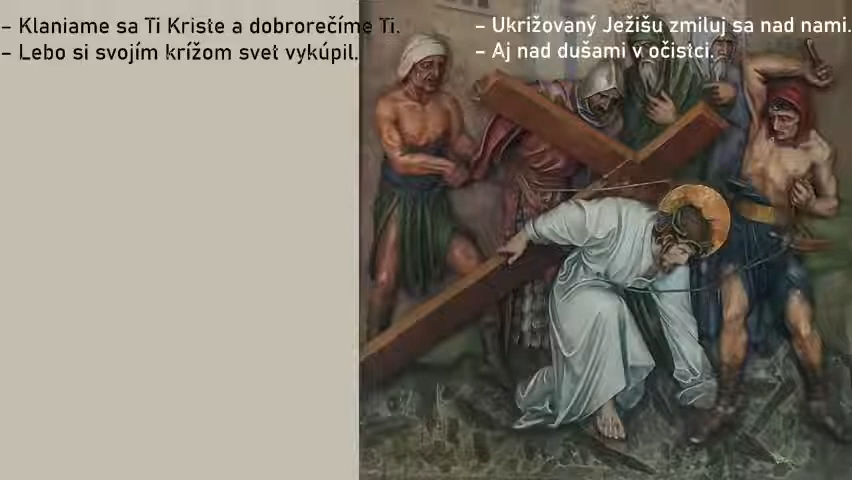 – Klaniame sa Ti Kriste a dobrorečíme Ti.
– Lebo si svojím krížom svet vykúpil.
– Ukrižovaný Ježišu zmiluj sa nad nami.
– Aj nad dušami v očistci.